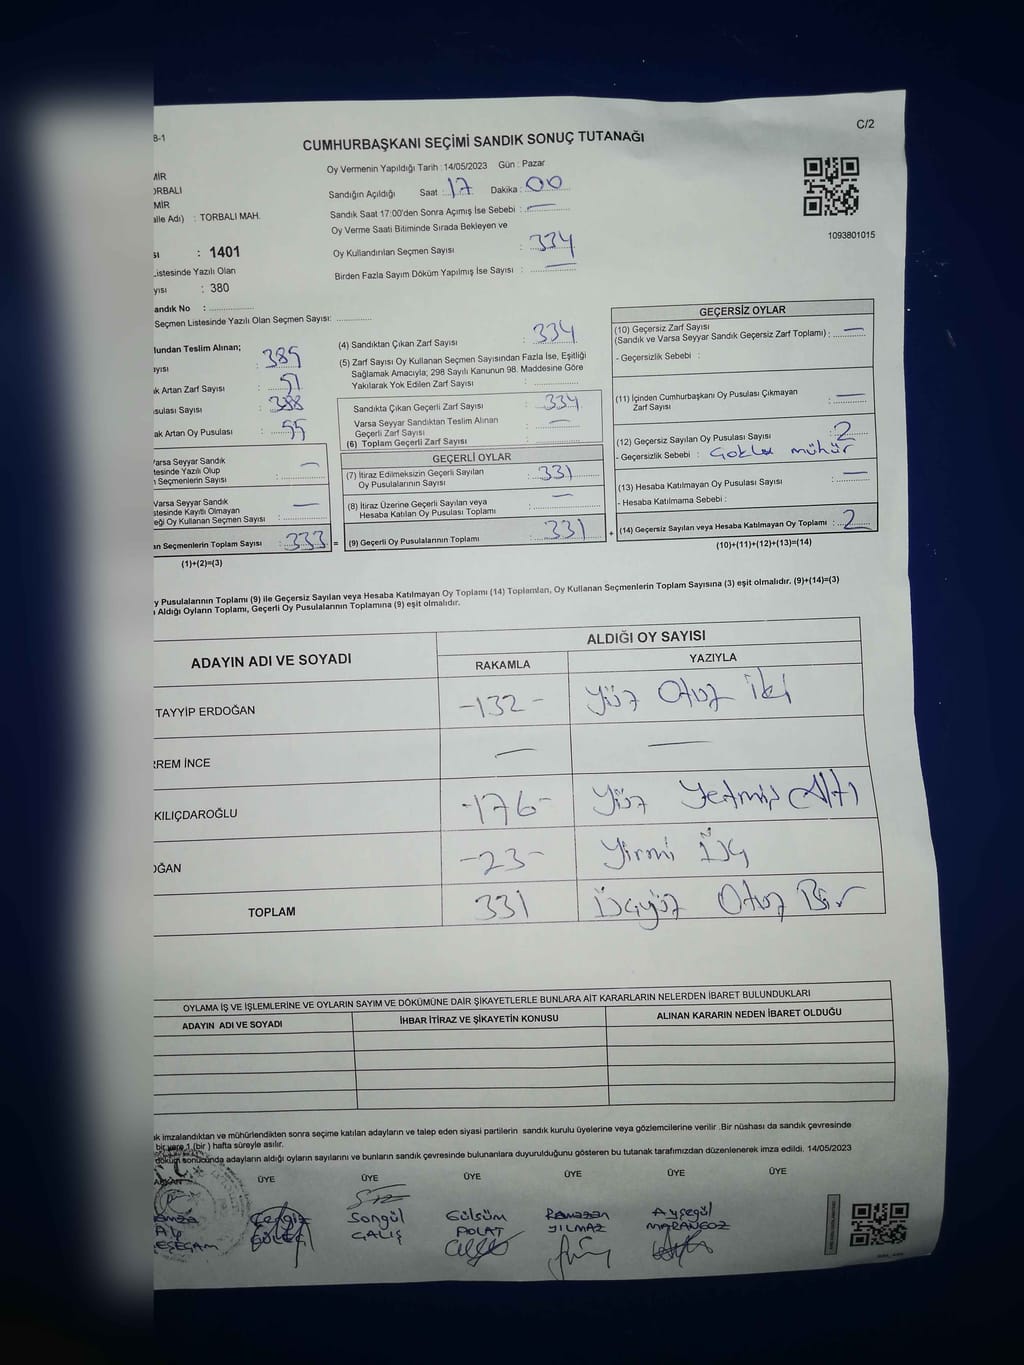 B-1
C/2
CUMHURBAŞKANI SEÇİMİ SANDIK SONUÇ TUTANAĞI
MİR
ORBALI
MİR
alle Adı) : TORBALI MAH.
: 1401
Listesinde Yazılı Olan
yısı : 380
Oy Vermenin Yapıldığı Tarih : 14/05/2023 Gün : Pazar
Sandığın Açıldığı Saat : 17 Dakika : 00
Sandık Saat 17:00'den Sonra Açımış İse Sebebi : —
Oy Verme Saati Bitiminde Sırada Bekleyen ve
Oy Kullandırılan Seçmen Sayısı : 334
Birden Fazla Sayım Döküm Yapılmış İse Sayısı : —
1093801015
andık No :
Seçmen Listesinde Yazılı Olan Seçmen Sayısı:
lundan Teslim Alınan;
ayısı : 385
ık Artan Zarf Sayısı : 51
sulası Sayısı : 388
ak Artan Oy Pusulası : 55
Varsa Seyyar Sandık
tesinde Yazılı Olup
n Seçmenlerin Sayısı : —
Varsa Seyyar Sandık
stesinde Kayıtlı Olmayan
eği Oy Kullanan Seçmen Sayısı : —
an Seçmenlerin Toplam Sayısı : 333 =
(1)+(2)=(3)
(4) Sandıktan Çıkan Zarf Sayısı : 334
(5) Zarf Sayısı Oy Kullanan Seçmen Sayısından Fazla İse, Eşitliği
Sağlamak Amacıyla; 298 Sayılı Kanunun 98. Maddesine Göre
Yakılarak Yok Edilen Zarf Sayısı :
Sandıkta Çıkan Geçerli Zarf Sayısı : 334
Varsa Seyyar Sandıktan Teslim Alınan
Geçerli Zarf Sayısı : —
(6) Toplam Geçerli Zarf Sayısı :
GEÇERLİ OYLAR
(7) İtiraz Edilmeksizin Geçerli Sayılan
Oy Pusulalarının Sayısı : 331
(8) İtiraz Üzerine Geçerli Sayılan veya
Hesaba Katılan Oy Pusulası Toplamı : —
(9) Geçerli Oy Pusulalarının Toplamı : 331 +
GEÇERSİZ OYLAR
(10) Geçersiz Zarf Sayısı
(Sandık ve Varsa Seyyar Sandık Geçersiz Zarf Toplamı) : —
- Geçersizlik Sebebi :
(11) İçinden Cumhurbaşkanı Oy Pusulası Çıkmayan
Zarf Sayısı : —
(12) Geçersiz Sayılan Oy Pusulası Sayısı : 2
- Geçersizlik Sebebi : mühür
(13) Hesaba Katılmayan Oy Pusulası Sayısı : —
- Hesaba Katılmama Sebebi :
(14) Geçersiz Sayılan veya Hesaba Katılmayan Oy Toplamı : 2
(10)+(11)+(12)+(13)=(14)
y Pusulalarının Toplamı (9) ile Geçersiz Sayılan veya Hesaba Katılmayan Oy Toplamı (14) Toplamları, Oy Kullanan Seçmenlerin Toplam Sayısına (3) eşit olmalıdır. (9)+(14)=(3)
ı Aldığı Oyların Toplamı, Geçerli Oy Pusulalarının Toplamına (9) eşit olmalıdır.
ADAYIN ADI VE SOYADI
ALDIĞI OY SAYISI
RAKAMLA
YAZIYLA
TAYYİP ERDOĞAN -132- Yüz Otuz İki
RREM İNCE — —
KILIÇDAROĞLU -176- Yüz Yetmiş Altı
OĞAN -23- Yirmi Üç
TOPLAM 331 Üçyüz Otuz Bir
OYLAMA İŞ VE İŞLEMLERİNE VE OYLARIN SAYIM VE DÖKÜMÜNE DAİR ŞİKAYETLERLE BUNLARA AİT KARARLARIN NELERDEN İBARET BULUNDUKLARI
ADAYIN ADI VE SOYADI
İHBAR İTİRAZ VE ŞİKAYETİN KONUSU
ALINAN KARARIN NEDEN İBARET OLDUĞU
ık imzalandıktan ve mühürlendikten sonra seçime katılan adayların ve talep eden siyasi partilerin sandık kurulu üyelerine veya gözlemcilerine verilir .Bir nüshası da sandık çevresinde
bir yere 1 (bir ) hafta süreyle asılır.
döküm sonucunda adayların aldığı oyların sayılarını ve bunların sandık çevresinde bulunanlara duyurulduğunu gösteren bu tutanak tarafımızdan düzenlenerek imza edildi. 14/05/2023
ÜYE ÜYE ÜYE ÜYE ÜYE ÜYE
Cengiz
Songül
ÇALIŞ
Gülsüm
POLAT
Ramazan
YILMAZ
Ayşegül
MARANGOZ